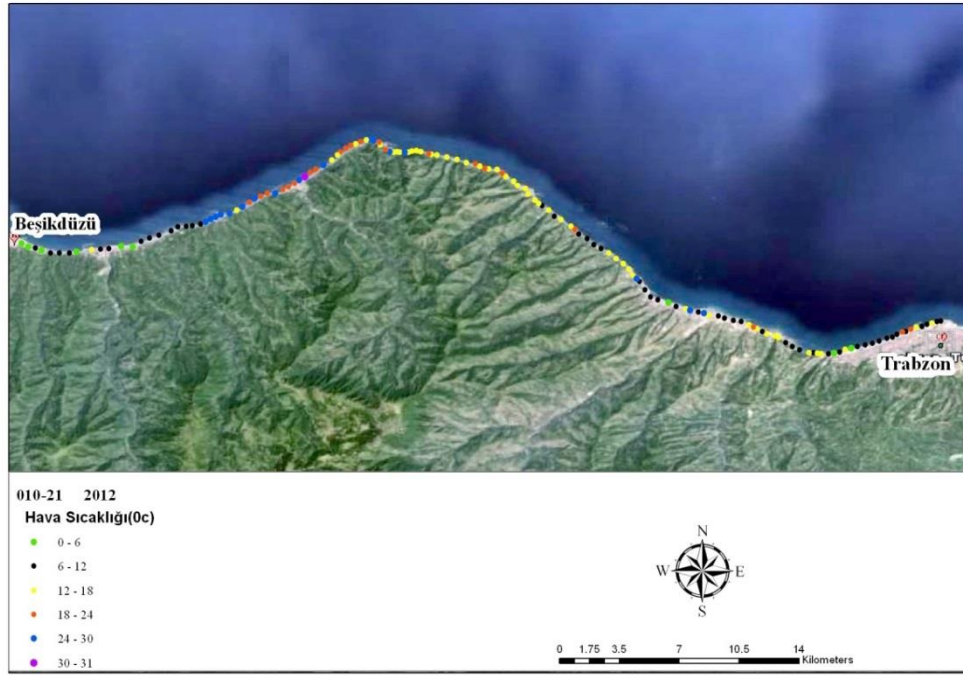 Beşikdüzü
Trabzon
010-21 2012
Hava Sıcaklığı(0c)
0 - 6
6 - 12
12 - 18
18 - 24
24 - 30
30 - 31
N
W E
S
0 1.75 3.5 7 10.5 14
Kilometers